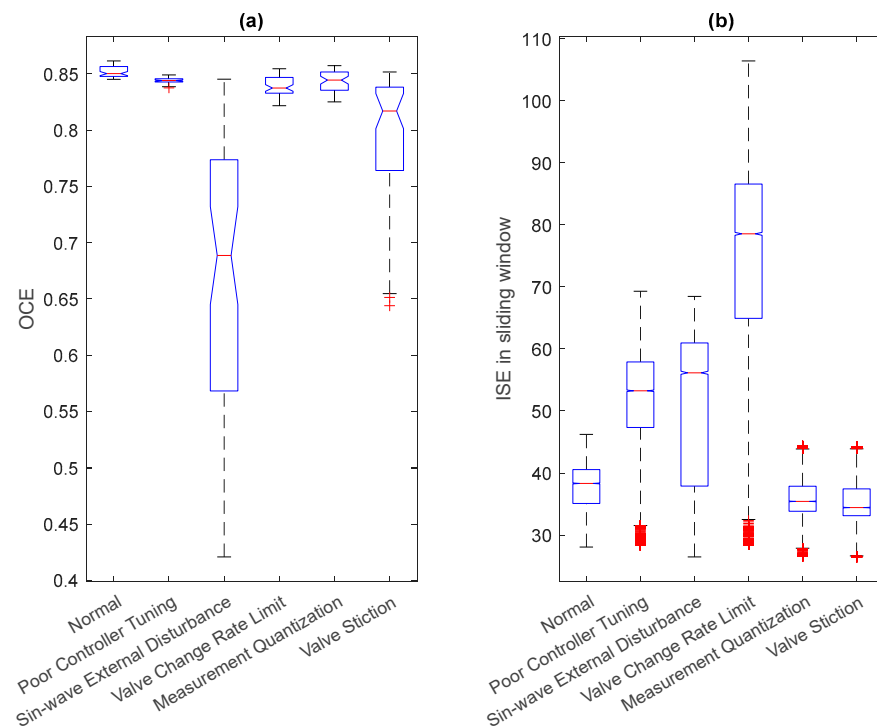 (a)
0.85
0.8
0.75
0.7
0.65
0.6
0.55
0.5
0.45
0.4
OCE
Normal
Poor Controller Tuning
Sin-wave External Disturbance
Valve Change Rate Limit
Measurement Quantization
Valve Stiction
(b)
110
100
90
80
70
60
50
40
30
ISE in sliding window
Normal
Poor Controller Tuning
Sin-wave External Disturbance
Valve Change Rate Limit
Measurement Quantization
Valve Stiction